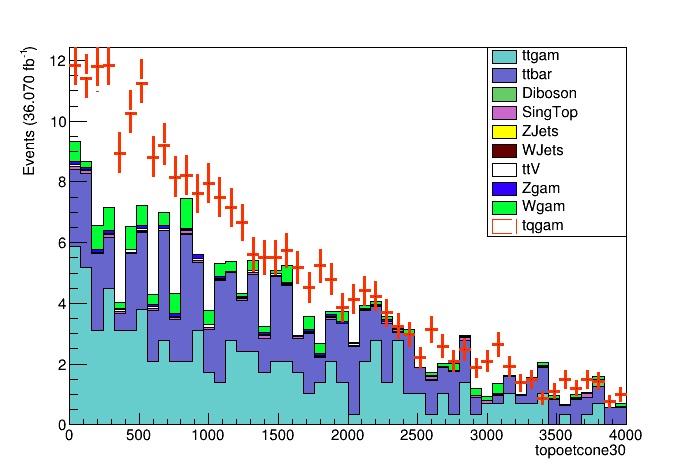 Events (36.070 fb⁻¹)
12
10
8
6
4
2
0
ttgam
ttbar
Diboson
SingTop
ZJets
WJets
ttV
Zgam
Wgam
tqgam
0 500 1000 1500 2000 2500 3000 3500 4000
topoetcone30